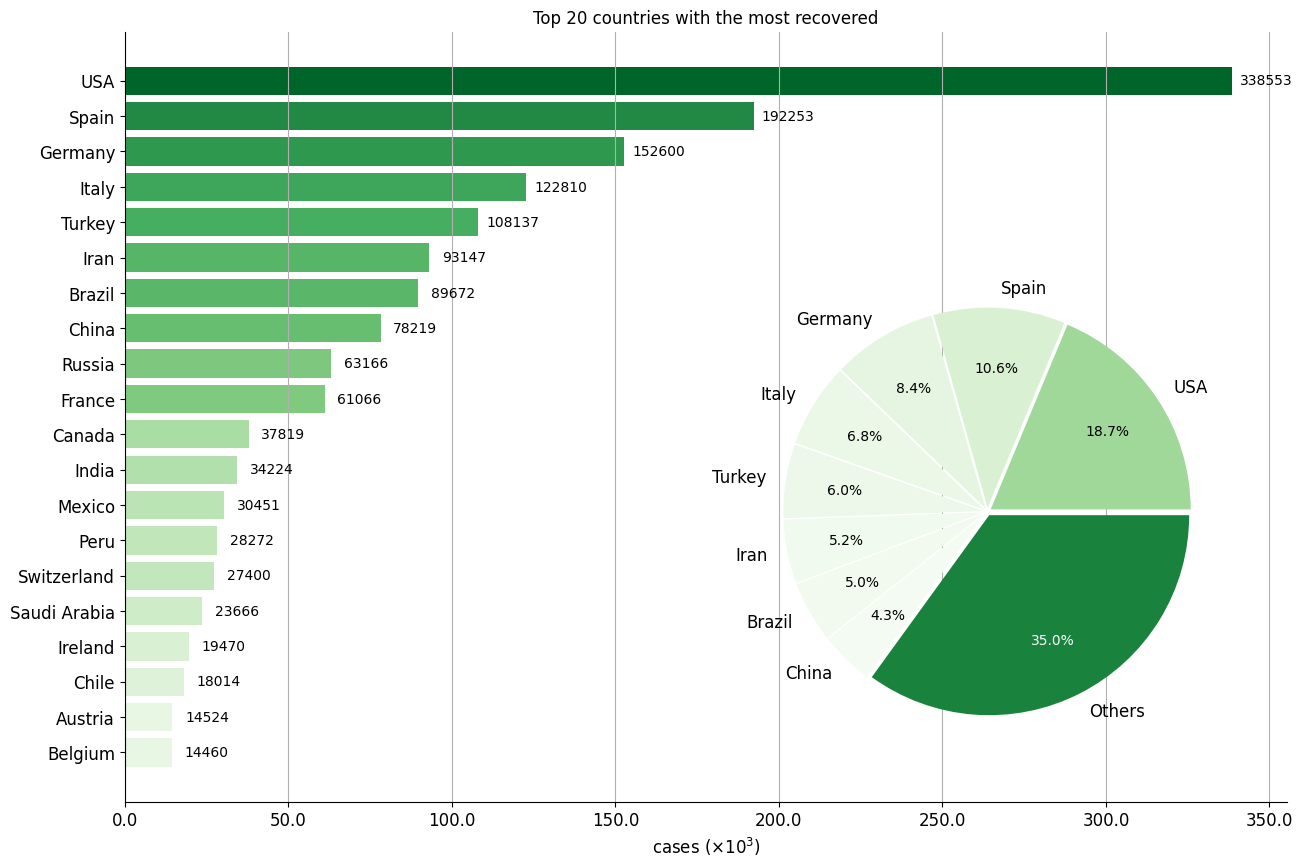 Top 20 countries with the most recovered
USA 338553
Spain 192253
Germany 152600
Italy 122810
Turkey 108137
Iran 93147
Brazil 89672
China 78219
Russia 63166
France 61066
Canada 37819
India 34224
Mexico 30451
Peru 28272
Switzerland 27400
Saudi Arabia 23666
Ireland 19470
Chile 18014
Austria 14524
Belgium 14460
0.0 50.0 100.0 150.0 200.0 250.0 300.0 350.0
cases (×10³)
USA 18.7%
Spain 10.6%
Germany 8.4%
Italy 6.8%
Turkey 6.0%
Iran 5.2%
Brazil 5.0%
China 4.3%
Others 35.0%